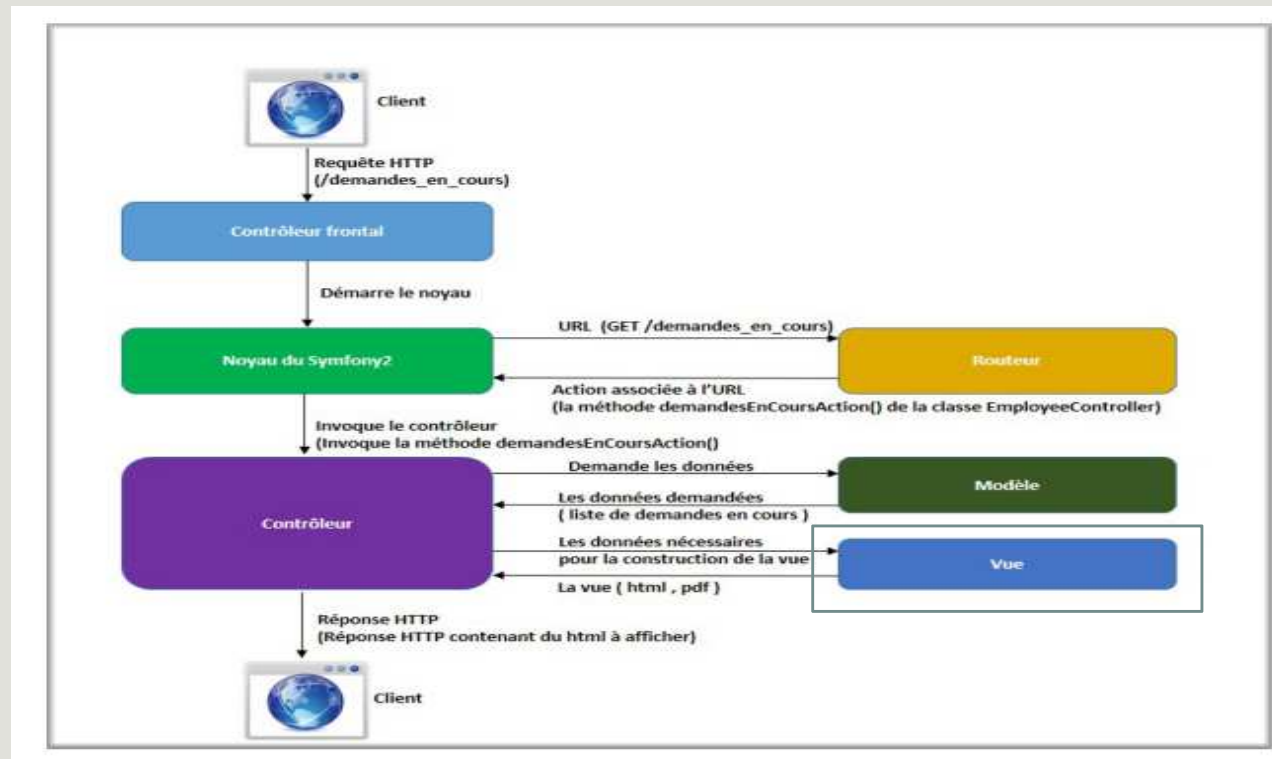 Client
Requête HTTP
(/demandes_en_cours)
Contrôleur frontal
Démarre le noyau
URL (GET /demandes_en_cours)
Noyau du Symfony2
Routeur
Action associée à l'URL
(la méthode demandesEnCoursAction() de la classe EmployeeController)
Invoque le contrôleur
(Invoque la méthode demandesEnCoursAction()
Demande les données
Modèle
Les données demandées
( liste de demandes en cours )
Contrôleur
Les données nécessaires
pour la construction de la vue
Vue
La vue ( html , pdf )
Réponse HTTP
(Réponse HTTP contenant du html à afficher)
Client